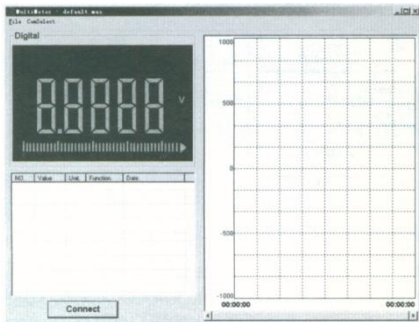 MultiMeter - default.mes
File ComSelect
Digital
8.8888 V
NO. Value Unit Function Date
Connect
1000
500
0
-500
-1000
00:00:00 00:00:00